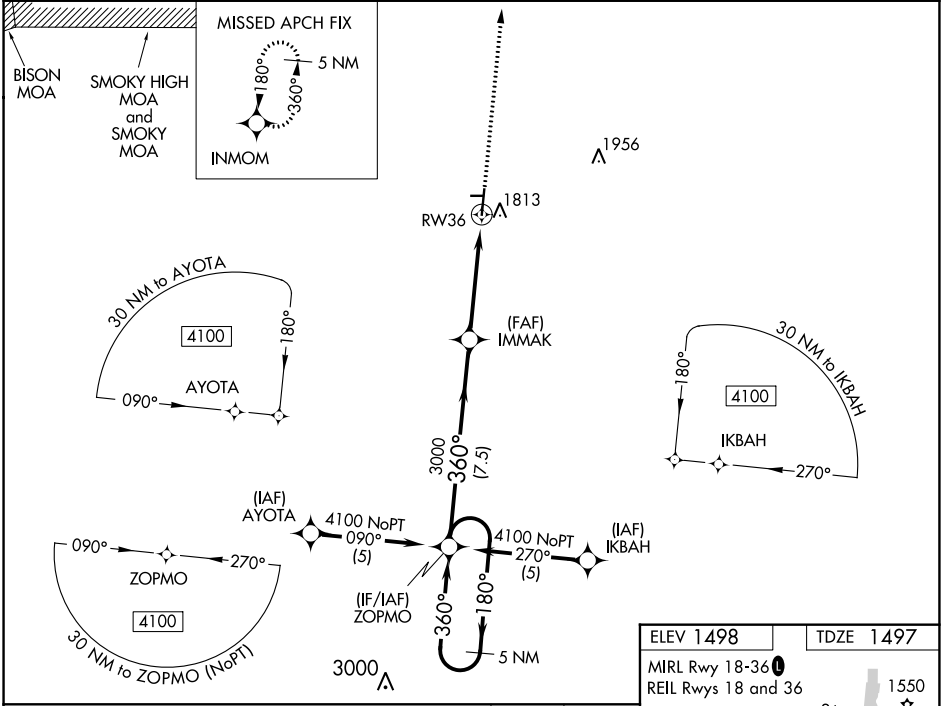 MISSED APCH FIX
5 NM
180°
360°
INMOM
BISON
MOA
SMOKY HIGH
MOA
and
SMOKY
MOA
1956
1813
RW36
30 NM to AYOTA
4100
180°
AYOTA
090°
(FAF)
IMMAK
30 NM to IKBAH
180°
4100
IKBAH
270°
3000
360°
(7.5)
(IAF)
AYOTA
4100 NoPT
090°
(5)
4100 NoPT
270°
(5)
(IAF)
IKBAH
090°
270°
ZOPMO
4100
30 NM to ZOPMO (NoPT)
(IF/IAF)
ZOPMO
360°
180°
5 NM
3000
ELEV 1498
TDZE 1497
MIRL Rwy 18-36 L
REIL Rwys 18 and 36
1550